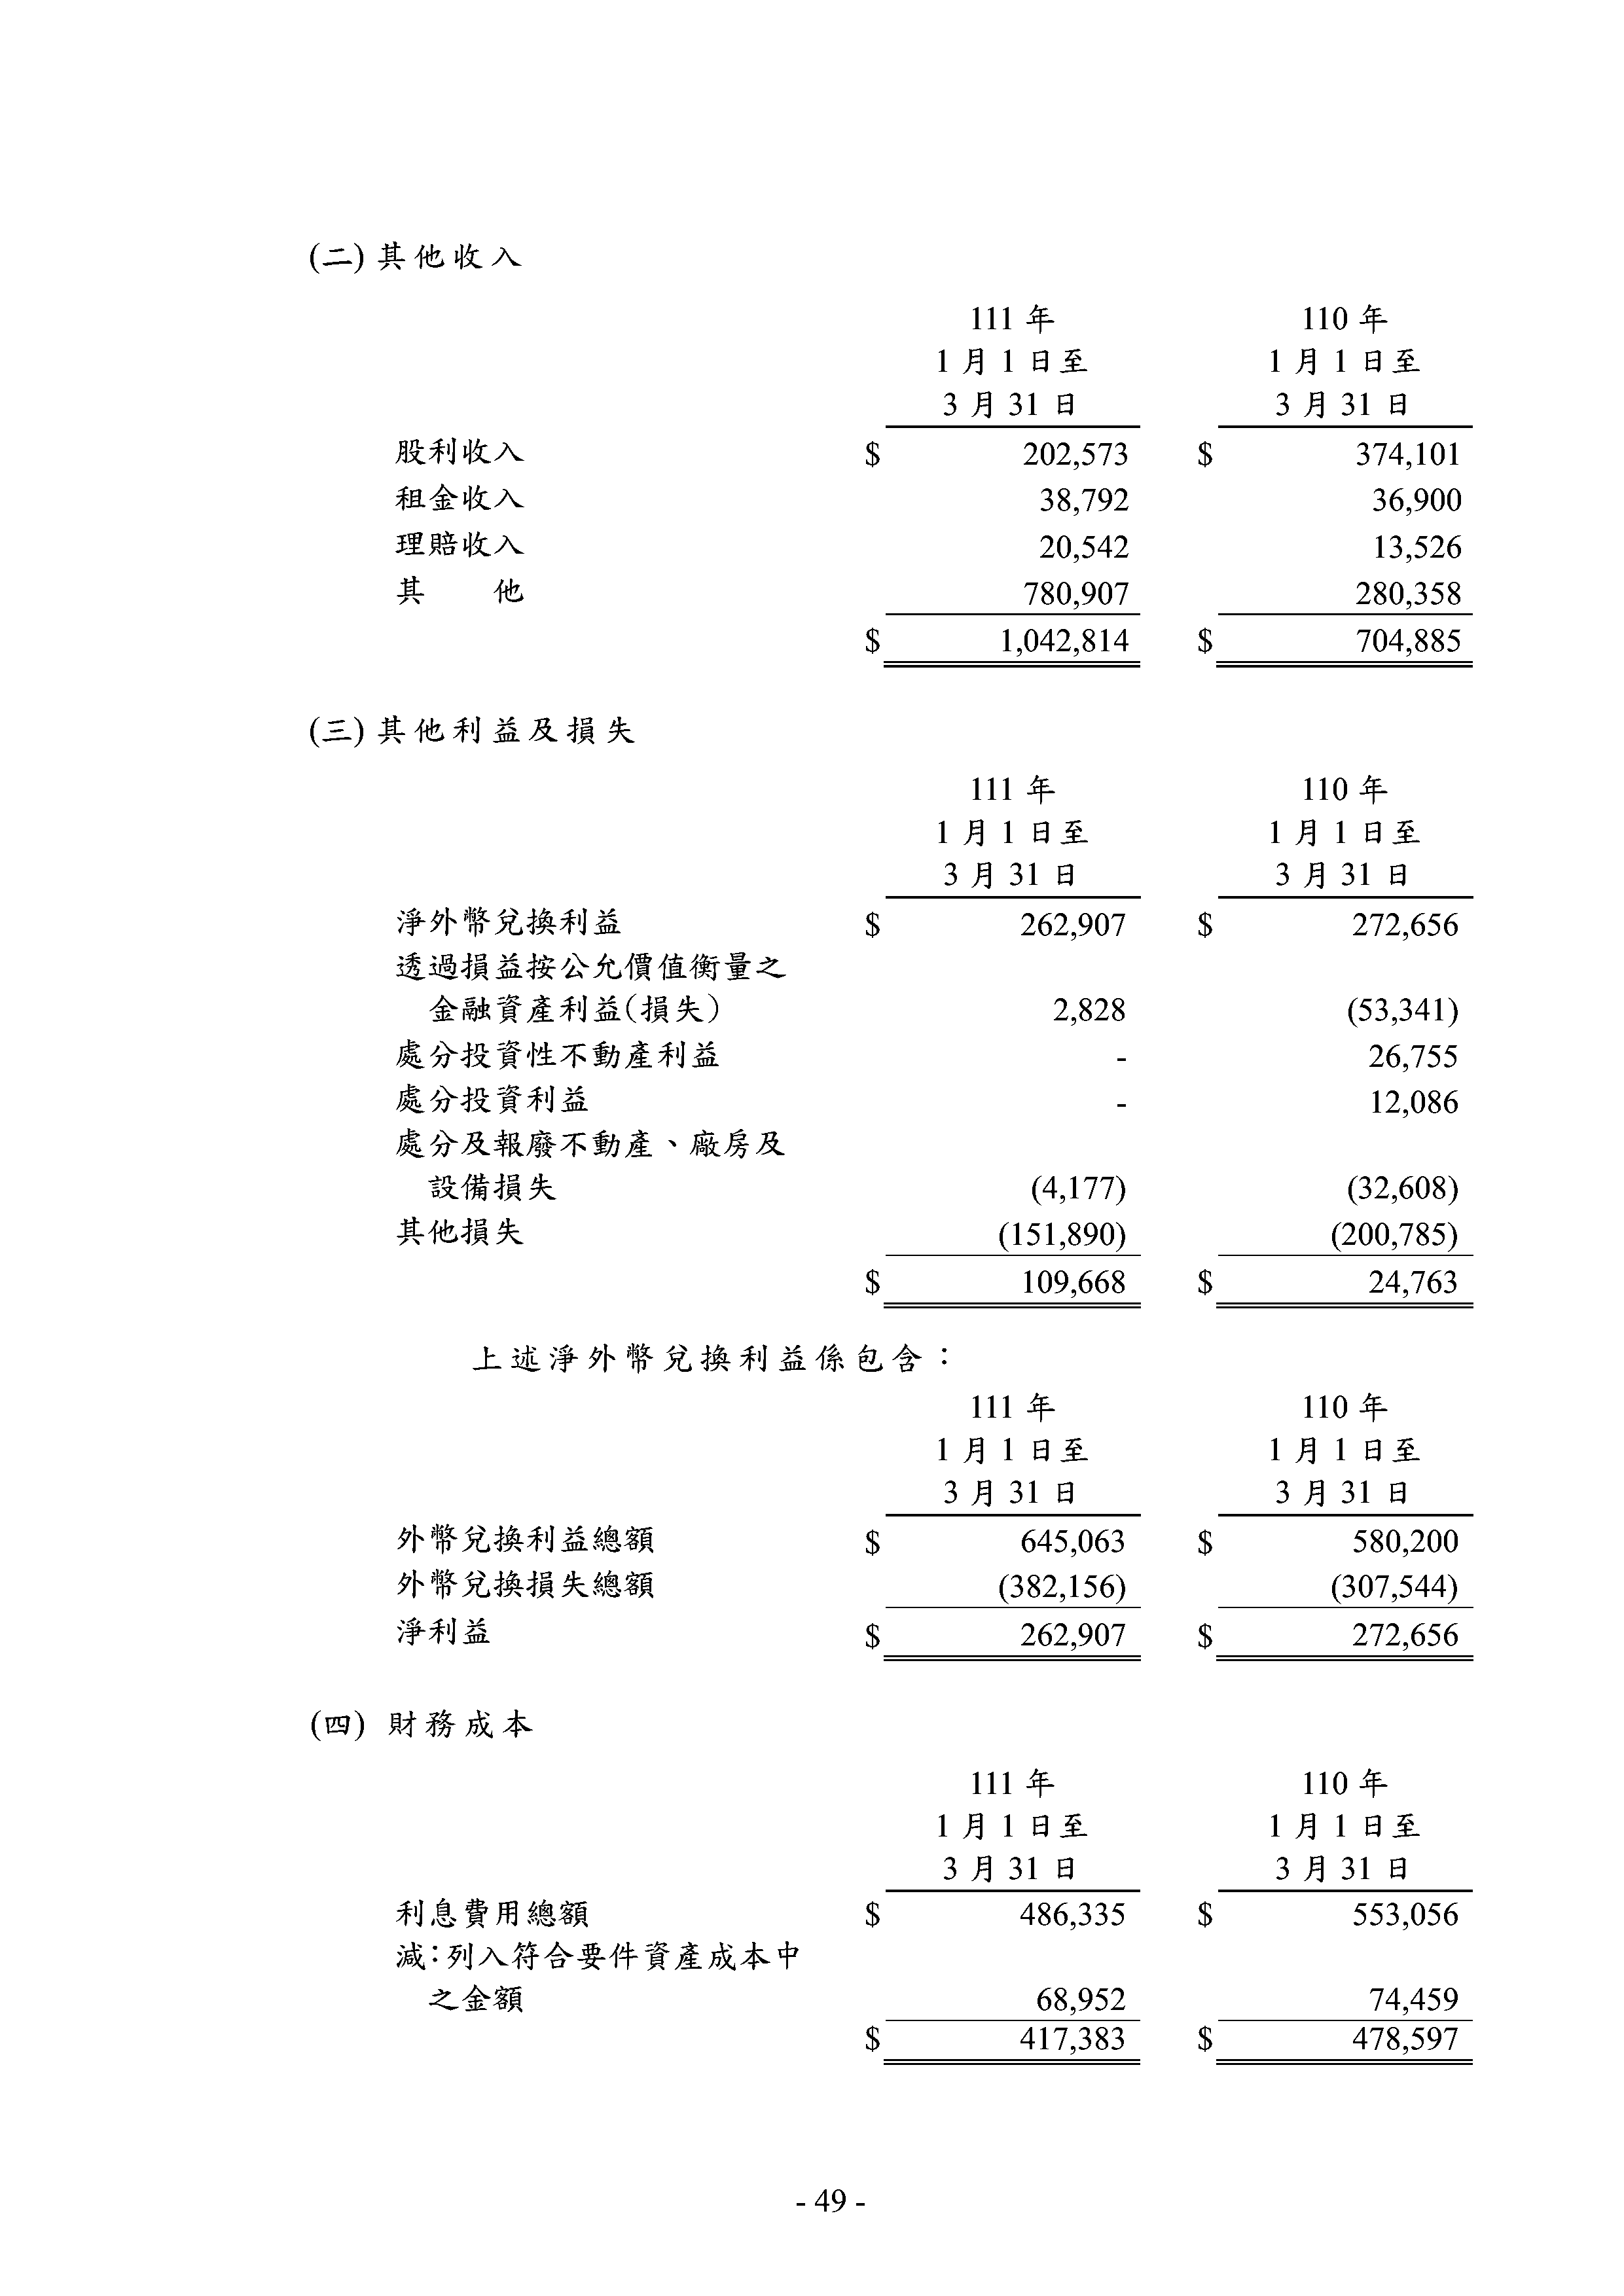 (二)其他收入
111 年 110 年
1 月 1 日至 1 月 1 日至
3 月 31 日 3 月 31 日
股利收入 $ 202,573 $ 374,101
租金收入 38,792 36,900
理賠收入 20,542 13,526
其 他 780,907 280,358
$ 1,042,814 $ 704,885
(三)其他利益及損失
111 年 110 年
1 月 1 日至 1 月 1 日至
3 月 31 日 3 月 31 日
淨外幣兌換利益 $ 262,907 $ 272,656
透過損益按公允價值衡量之
金融資產利益(損失) 2,828 (53,341)
處分投資性不動產利益 - 26,755
處分投資利益 - 12,086
處分及報廢不動產、廠房及
設備損失 (4,177) (32,608)
其他損失 (151,890) (200,785)
$ 109,668 $ 24,763
上述淨外幣兌換利益係包含：
111 年 110 年
1 月 1 日至 1 月 1 日至
3 月 31 日 3 月 31 日
外幣兌換利益總額 $ 645,063 $ 580,200
外幣兌換損失總額 (382,156) (307,544)
淨利益 $ 262,907 $ 272,656
(四) 財務成本
111 年 110 年
1 月 1 日至 1 月 1 日至
3 月 31 日 3 月 31 日
利息費用總額 $ 486,335 $ 553,056
減：列入符合要件資產成本中
之金額 68,952 74,459
$ 417,383 $ 478,597
- 49 -